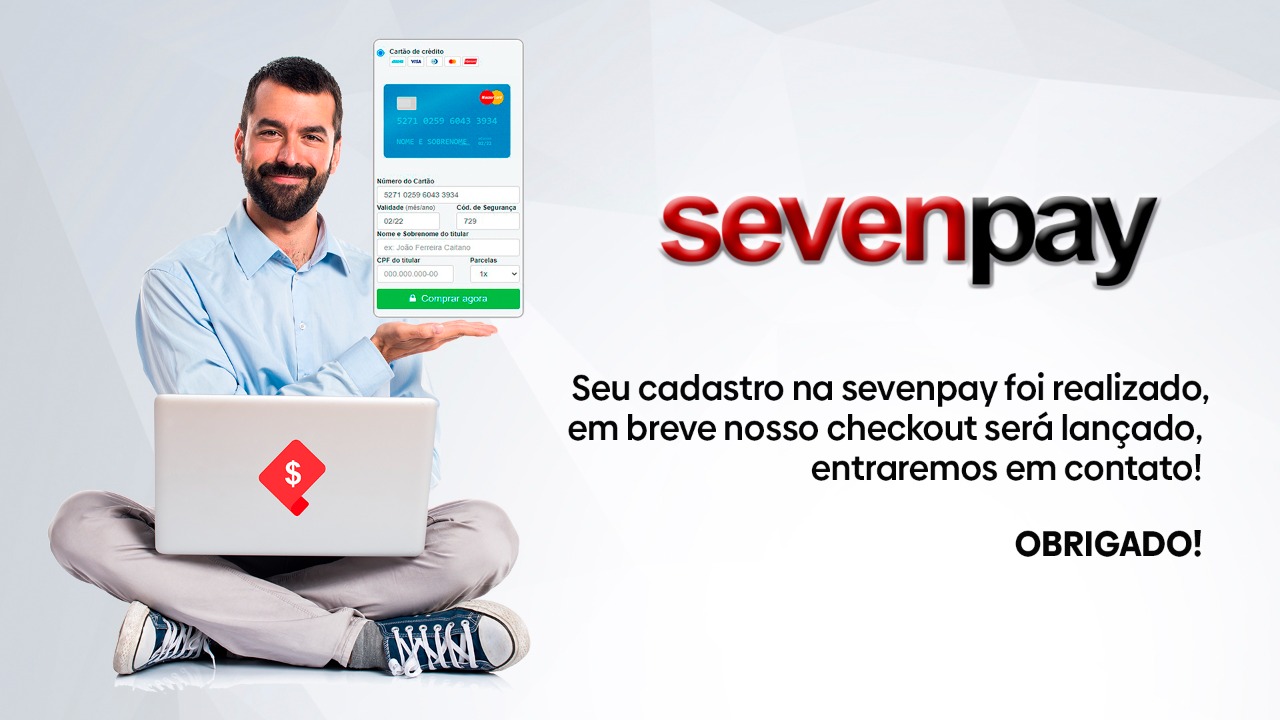 Cartão de crédito
VISA
5271 0259 6043 3934
NOME E SOBRENOME
Número do Cartão
5271 0259 6043 3934
Validade (mês/ano) Cód. de Segurança
02/22 729
Nome e Sobrenome do titular
ex: João Ferreira Caitano
CPF do titular Parcelas
000.000.000-00 1x
Comprar agora
sevenpay
Seu cadastro na sevenpay foi realizado,
em breve nosso checkout será lançado,
entraremos em contato!
OBRIGADO!
$